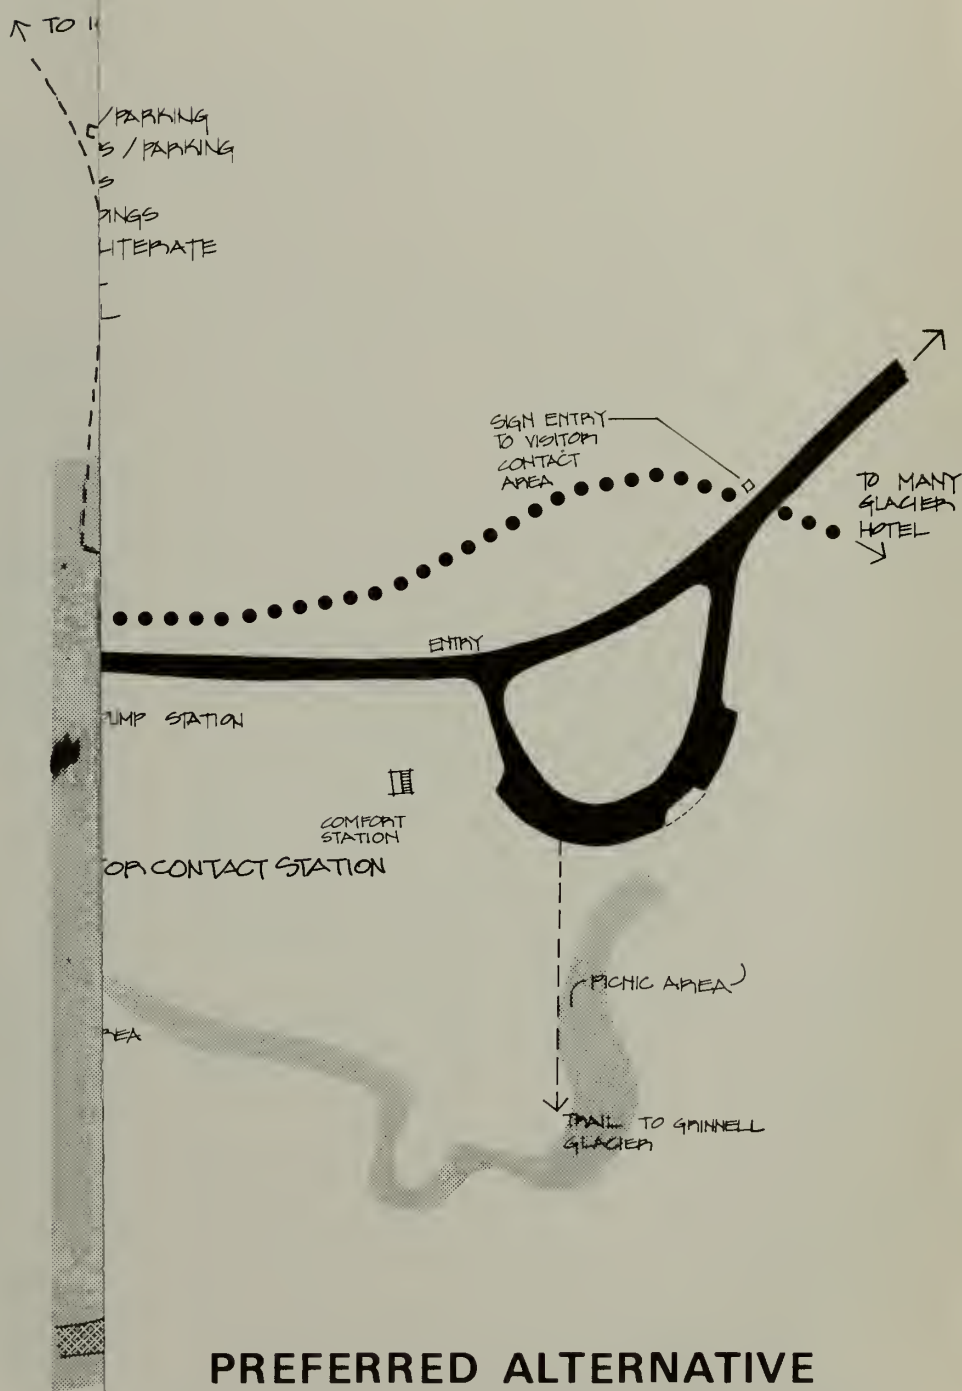 TO
/PARKING
S / PARKING
S
INGS
LITERATE
L
SIGN ENTRY
TO VISITOR
CONTACT
AREA
TO MANY
GLACIER
HOTEL
ENTRY
UMP STATION
COMFORT
STATION
OR CONTACT STATION
PICNIC AREA
REA
TRAIL TO GRINNELL
GLACIER
PREFERRED ALTERNATIVE